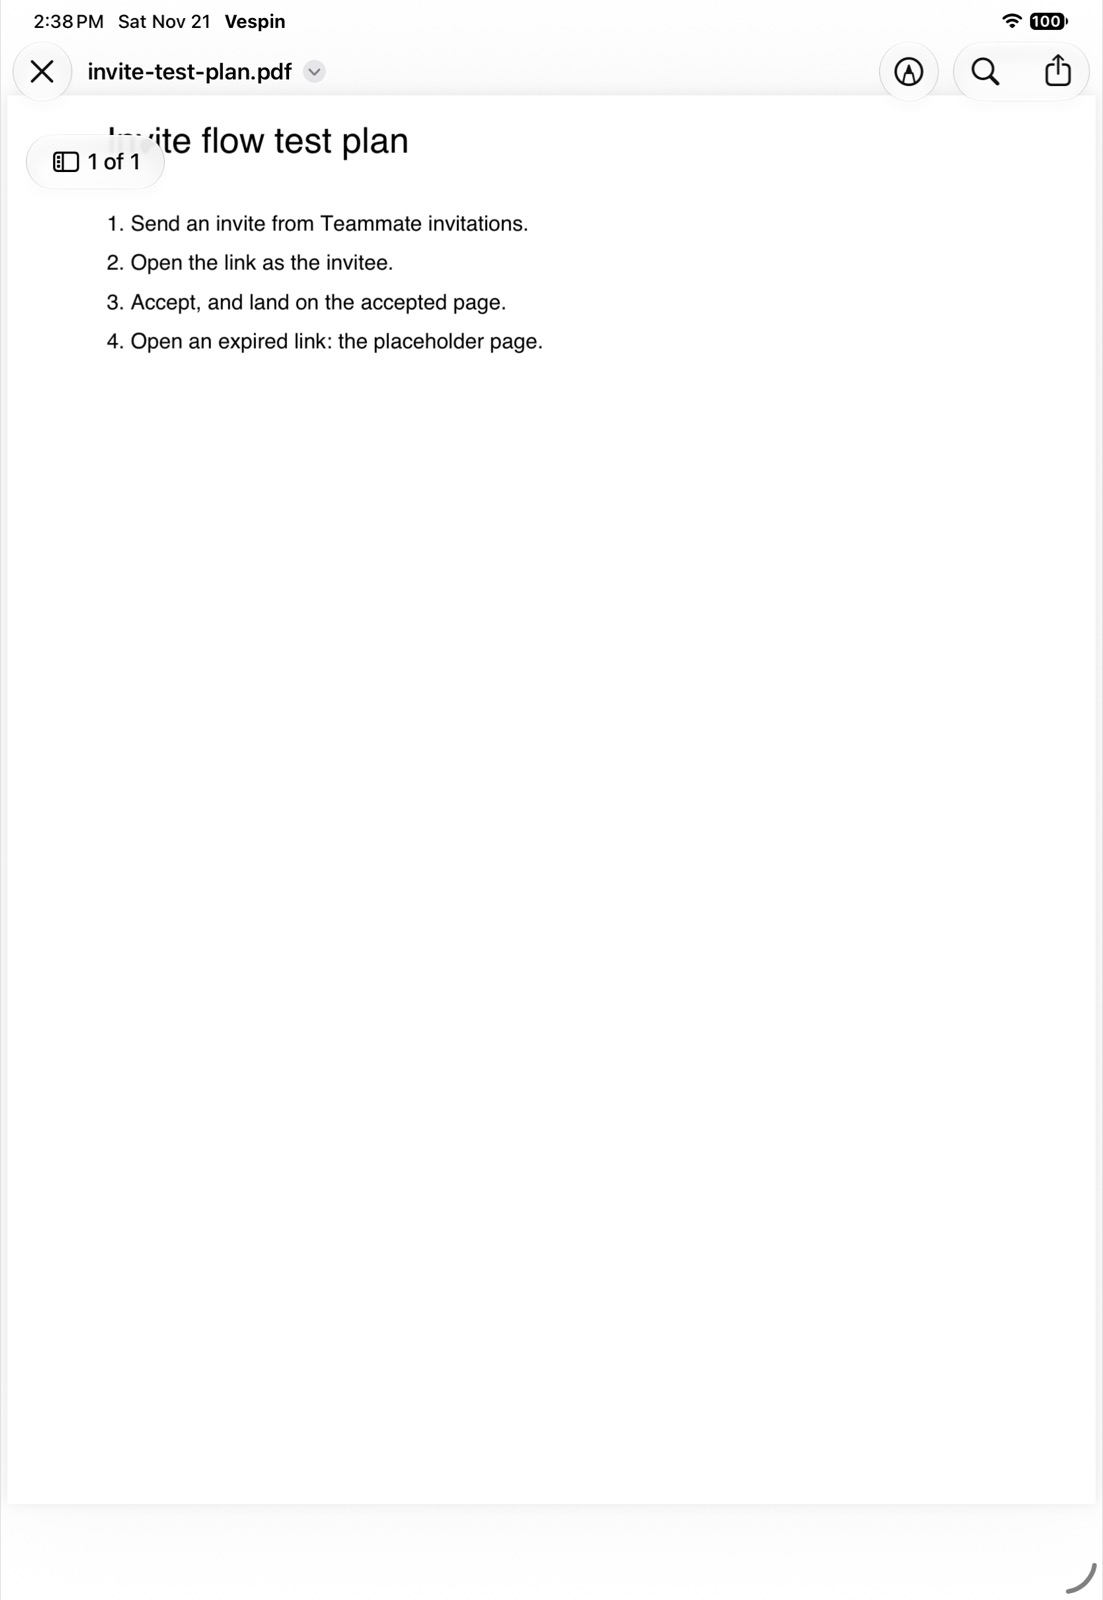 2:38 PM Sat Nov 21 Vespin
100
invite-test-plan.pdf
Invite flow test plan
1 of 1
1. Send an invite from Teammate invitations.
2. Open the link as the invitee.
3. Accept, and land on the accepted page.
4. Open an expired link: the placeholder page.